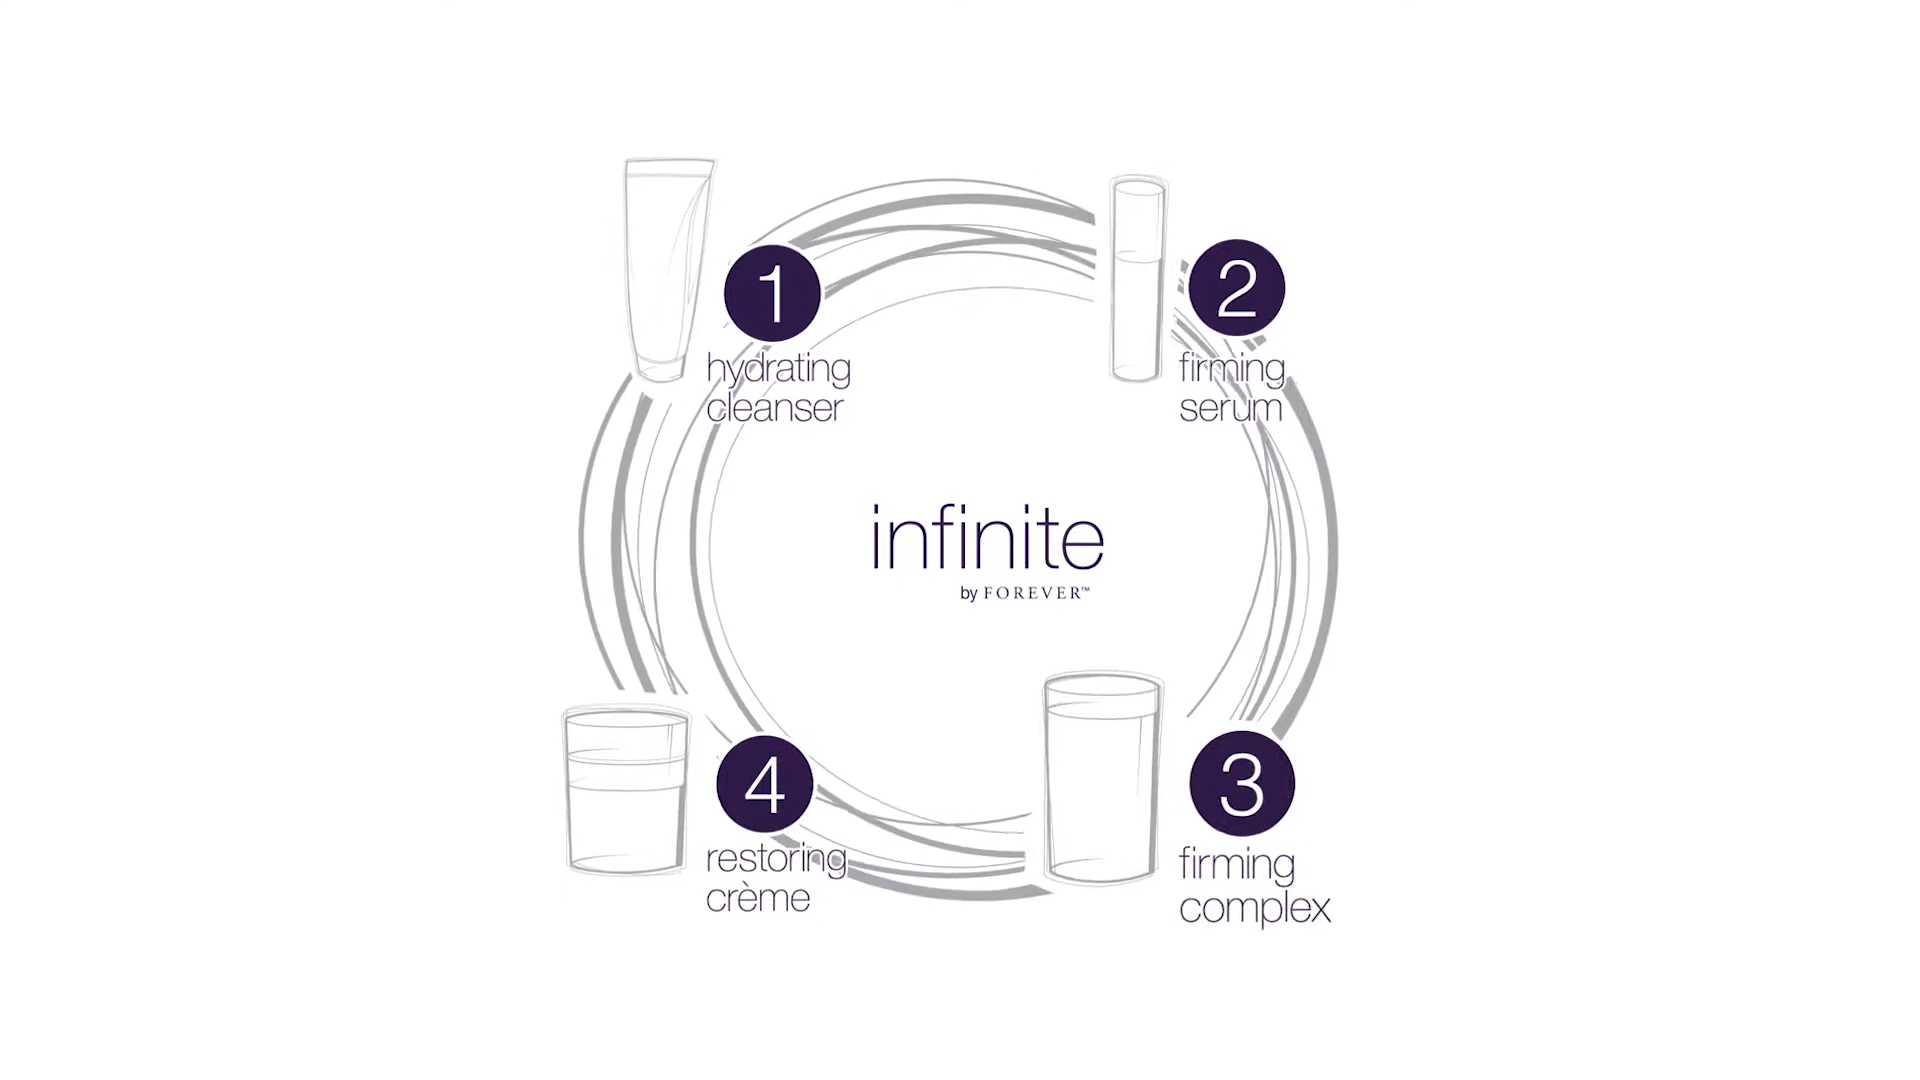 1
hydrating
cleanser
2
firming
serum
infinite
by FOREVER™
4
restoring
crème
3
firming
complex